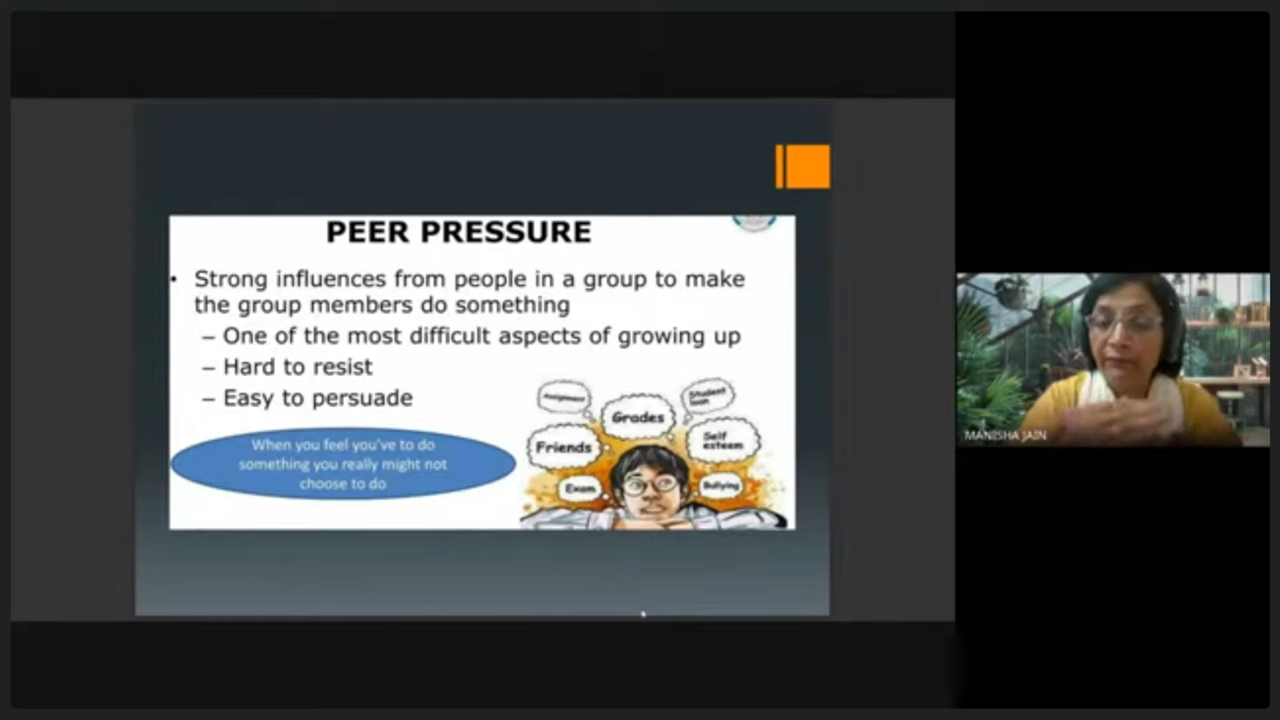 PEER PRESSURE
• Strong influences from people in a group to make
the group members do something
– One of the most difficult aspects of growing up
– Hard to resist
– Easy to persuade
When you feel you've to do
something you really might not
choose to do
Assignment
Student
loan
Grades
Friends
Self
esteem
Exam
Bullying
MANISHA JAIN